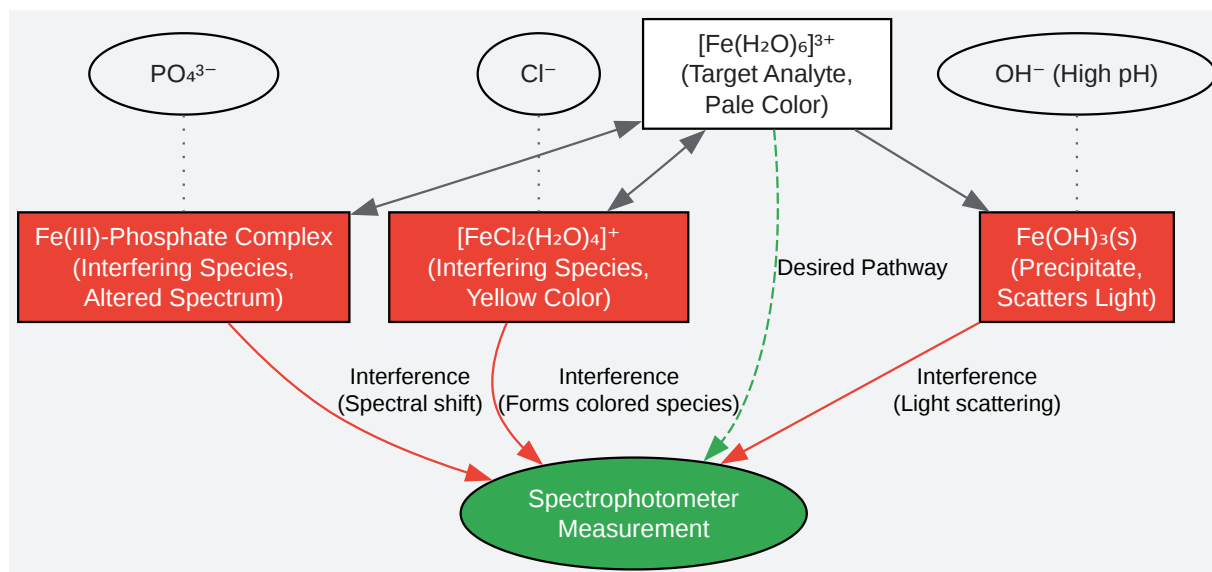 PO₄³⁻
Cl⁻
[Fe(H₂O)₆]³⁺
(Target Analyte,
Pale Color)
OH⁻ (High pH)
Fe(III)-Phosphate Complex
(Interfering Species,
Altered Spectrum)
[FeCl₂(H₂O)₄]⁺
(Interfering Species,
Yellow Color)
Desired Pathway
Fe(OH)₃(s)
(Precipitate,
Scatters Light)
Interference
(Spectral shift)
Interference
(Forms colored species)
Interference
(Light scattering)
Spectrophotometer
Measurement